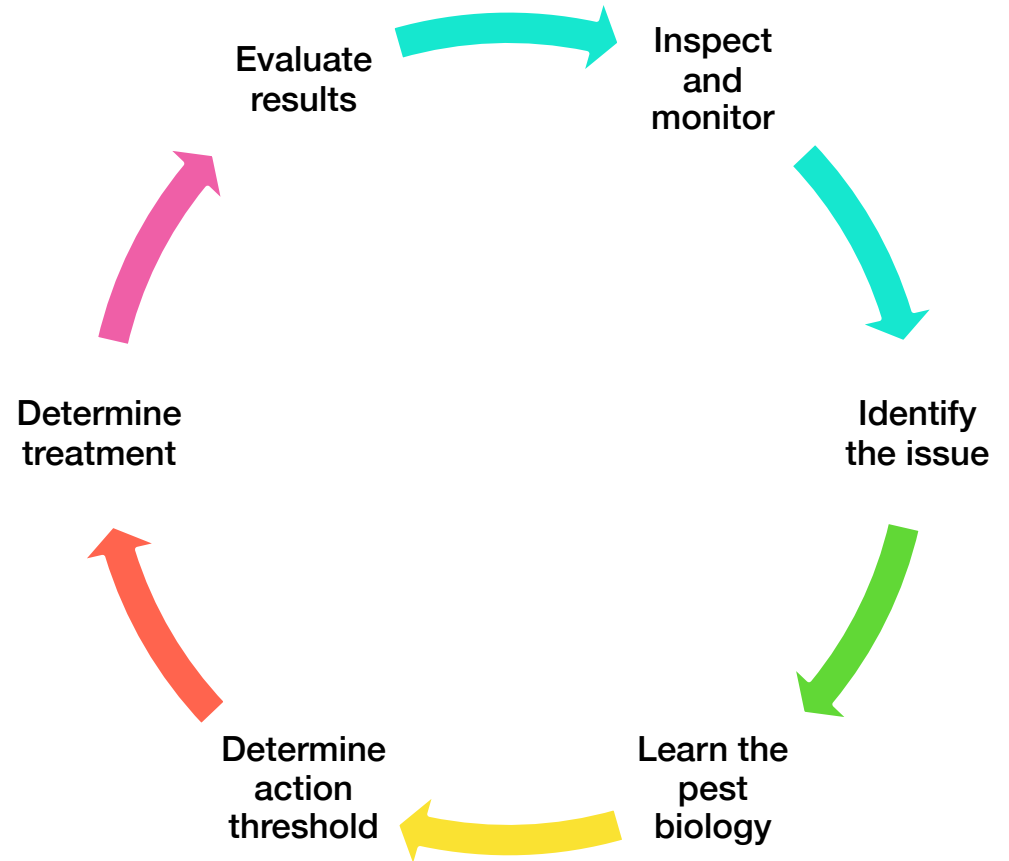 Evaluate
results
Inspect
and
monitor
Identify
the issue
Learn the
pest
biology
Determine
action
threshold
Determine
treatment